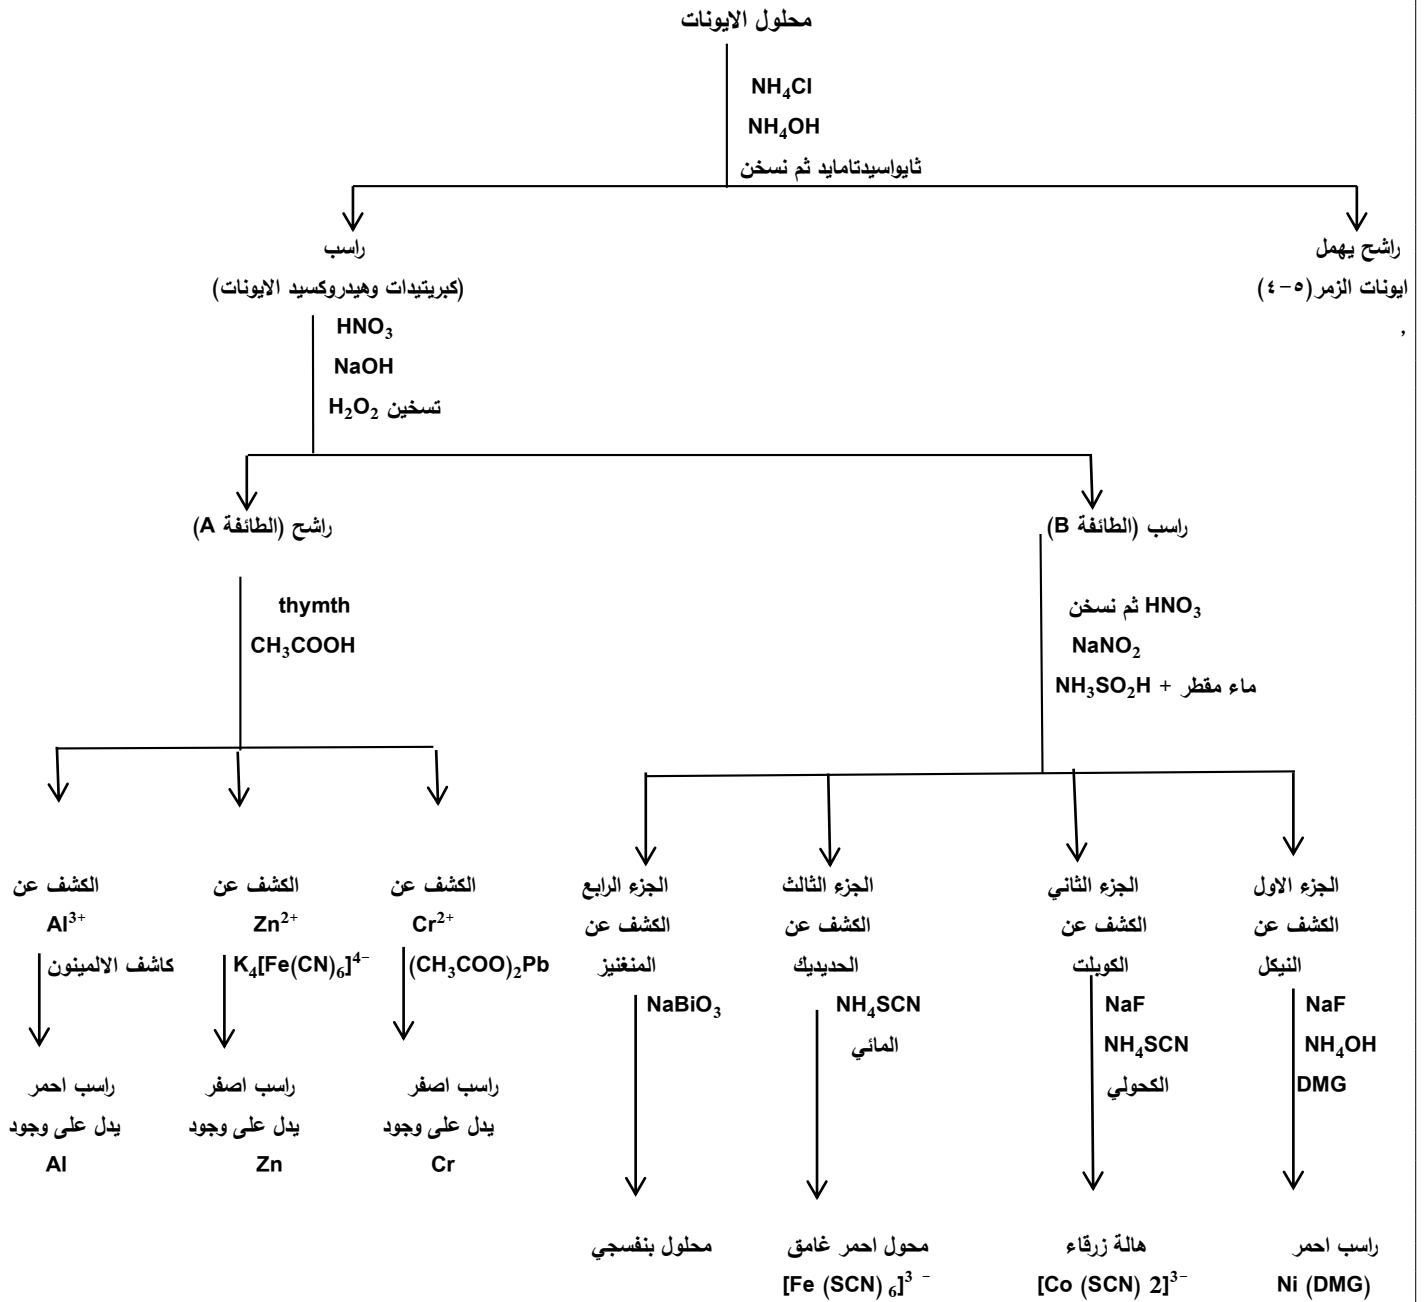 محلول الايونات
NH₄Cl
NH₄OH
ثايواسيدتامايد ثم نسخن
راشح يهمل
ايونات الزمر(٥-٤)
,
راسب
(كبريتيدات وهيدروكسيد الايونات)
HNO₃
NaOH
H₂O₂ تسخين
راسب (الطائفة B)
راشح (الطائفة A)
HNO₃ ثم نسخن
NaNO₂
NH₃SO₂H + ماء مقطر
thymth
CH₃COOH
الجزء الاول
الكشف عن
النيكل
NaF
NH₄OH
DMG
راسب احمر
Ni (DMG)
الجزء الثاني
الكشف عن
الكوبلت
NaF
NH₄SCN
الكحولي
هالة زرقاء
[Co (SCN) 2]³⁻
الجزء الثالث
الكشف عن
الحديديك
NH₄SCN
المائي
محول احمر غامق
[Fe (SCN) ₆]³ ⁻
الجزء الرابع
الكشف عن
المنغنيز
NaBiO₃
محلول بنفسجي
الكشف عن
Cr²⁺
(CH₃COO)₂Pb
راسب اصفر
يدل على وجود
Cr
الكشف عن
Zn²⁺
K₄[Fe(CN)₆]⁴⁻
راسب اصفر
يدل على وجود
Zn
الكشف عن
Al³⁺
كاشف الالمينون
راسب احمر
يدل على وجود
Al